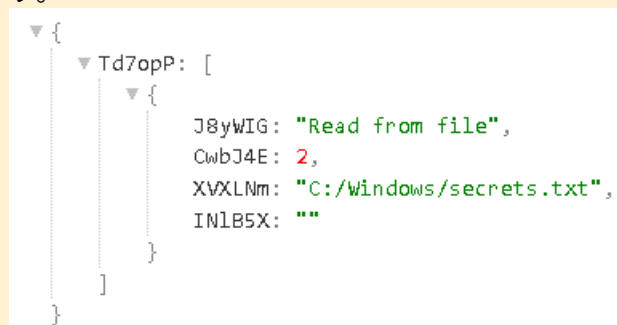 {
Td7opP: [
{
J8yWIG: "Read from file",
CwbJ4E: 2,
XVXLNm: "C:/Windows/secrets.txt",
INlB5X: ""
}
]
}